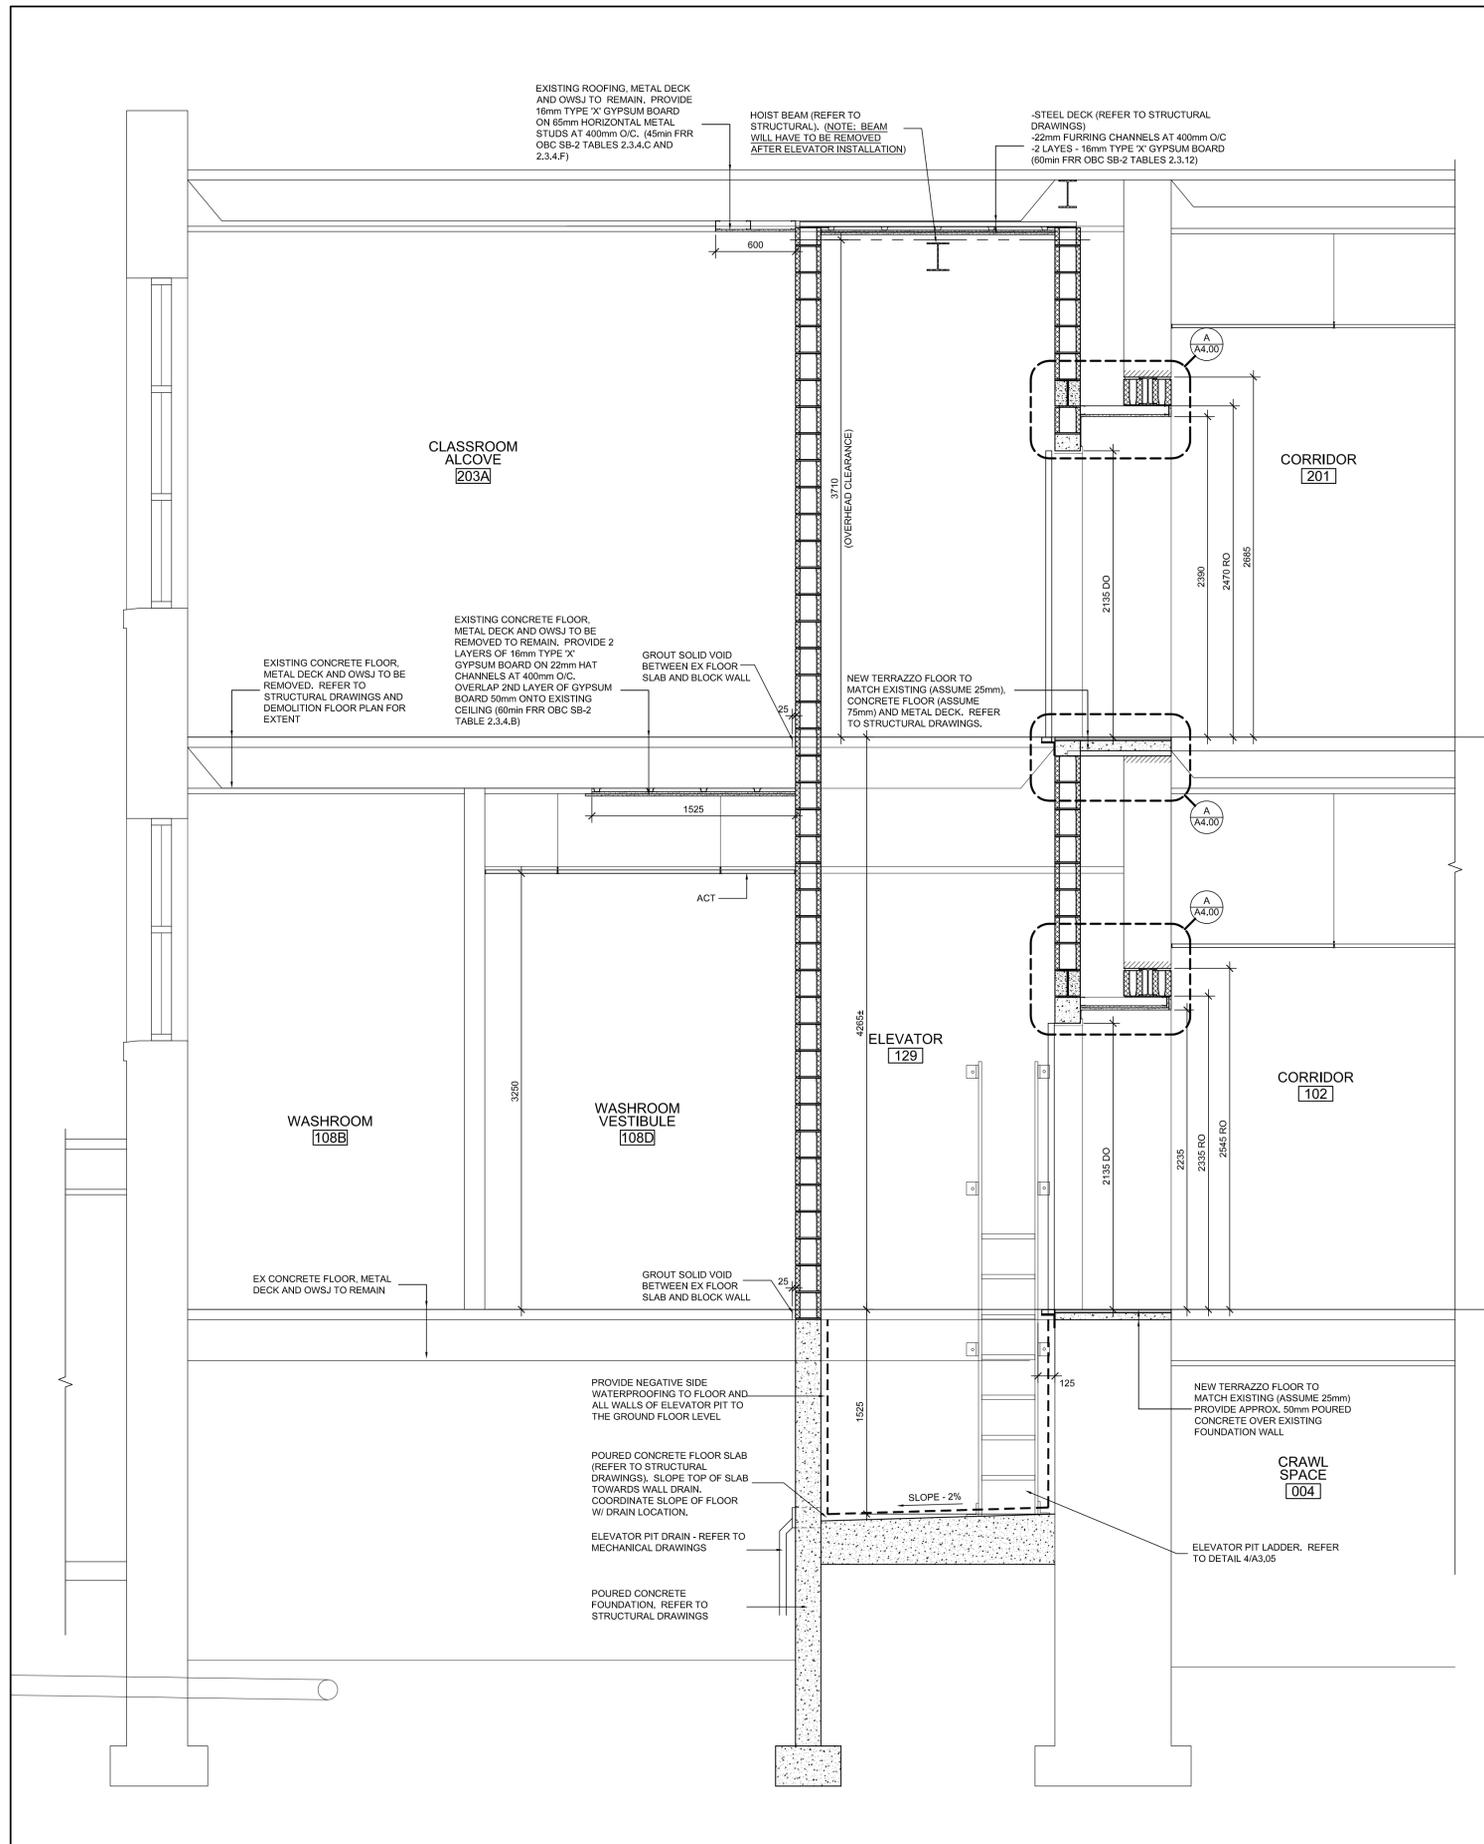 EXISTING ROOFING, METAL DECK
AND OWSJ TO REMAIN. PROVIDE
16mm TYPE 'X' GYPSUM BOARD
ON 65mm HORIZONTAL METAL
STUDS AT 400mm O/C. (45min FRR
OBC SB-2 TABLES 2.3.4.C AND
2.3.4.F)
HOIST BEAM (REFER TO
STRUCTURAL). (NOTE: BEAM
WILL HAVE TO BE REMOVED
AFTER ELEVATOR INSTALLATION)
-STEEL DECK (REFER TO STRUCTURAL
DRAWINGS)
-22mm FURRING CHANNELS AT 400mm O/C
-2 LAYES - 16mm TYPE 'X' GYPSUM BOARD
(60min FRR OBC SB-2 TABLES 2.3.12)
600
A
A4.00
CLASSROOM
ALCOVE
203A
3710
(OVERHEAD CLEARANCE)
CORRIDOR
201
2135 DO
2390
2470 RO
2685
EXISTING CONCRETE FLOOR,
METAL DECK AND OWSJ TO BE
REMOVED. REFER TO
STRUCTURAL DRAWINGS AND
DEMOLITION FLOOR PLAN FOR
EXTENT
EXISTING CONCRETE FLOOR,
METAL DECK AND OWSJ TO BE
REMOVED TO REMAIN. PROVIDE 2
LAYERS OF 16mm TYPE 'X'
GYPSUM BOARD ON 22mm HAT
CHANNELS AT 400mm O/C.
OVERLAP 2ND LAYER OF GYPSUM
BOARD 50mm ONTO EXISTING
CEILING (60min FRR OBC SB-2
TABLE 2.3.4.B)
GROUT SOLID VOID
BETWEEN EX FLOOR
SLAB AND BLOCK WALL
25
NEW TERRAZZO FLOOR TO
MATCH EXISTING (ASSUME 25mm),
CONCRETE FLOOR (ASSUME
75mm) AND METAL DECK. REFER
TO STRUCTURAL DRAWINGS.
1525
A
A4.00
ACT
A
A4.00
3250
4265±
ELEVATOR
129
CORRIDOR
102
WASHROOM
108B
WASHROOM
VESTIBULE
108D
2135 DO
2235
2335 RO
2545 RO
EX CONCRETE FLOOR, METAL
DECK AND OWSJ TO REMAIN
GROUT SOLID VOID
BETWEEN EX FLOOR
SLAB AND BLOCK WALL
25
PROVIDE NEGATIVE SIDE
WATERPROOFING TO FLOOR AND
ALL WALLS OF ELEVATOR PIT TO
THE GROUND FLOOR LEVEL
1525
125
NEW TERRAZZO FLOOR TO
MATCH EXISTING (ASSUME 25mm)
PROVIDE APPROX. 50mm POURED
CONCRETE OVER EXISTING
FOUNDATION WALL
POURED CONCRETE FLOOR SLAB
(REFER TO STRUCTURAL
DRAWINGS). SLOPE TOP OF SLAB
TOWARDS WALL DRAIN.
COORDINATE SLOPE OF FLOOR
W/ DRAIN LOCATION.
SLOPE - 2%
CRAWL
SPACE
004
ELEVATOR PIT DRAIN - REFER TO
MECHANICAL DRAWINGS
ELEVATOR PIT LADDER. REFER
TO DETAIL 4/A3.05
POURED CONCRETE
FOUNDATION. REFER TO
STRUCTURAL DRAWINGS